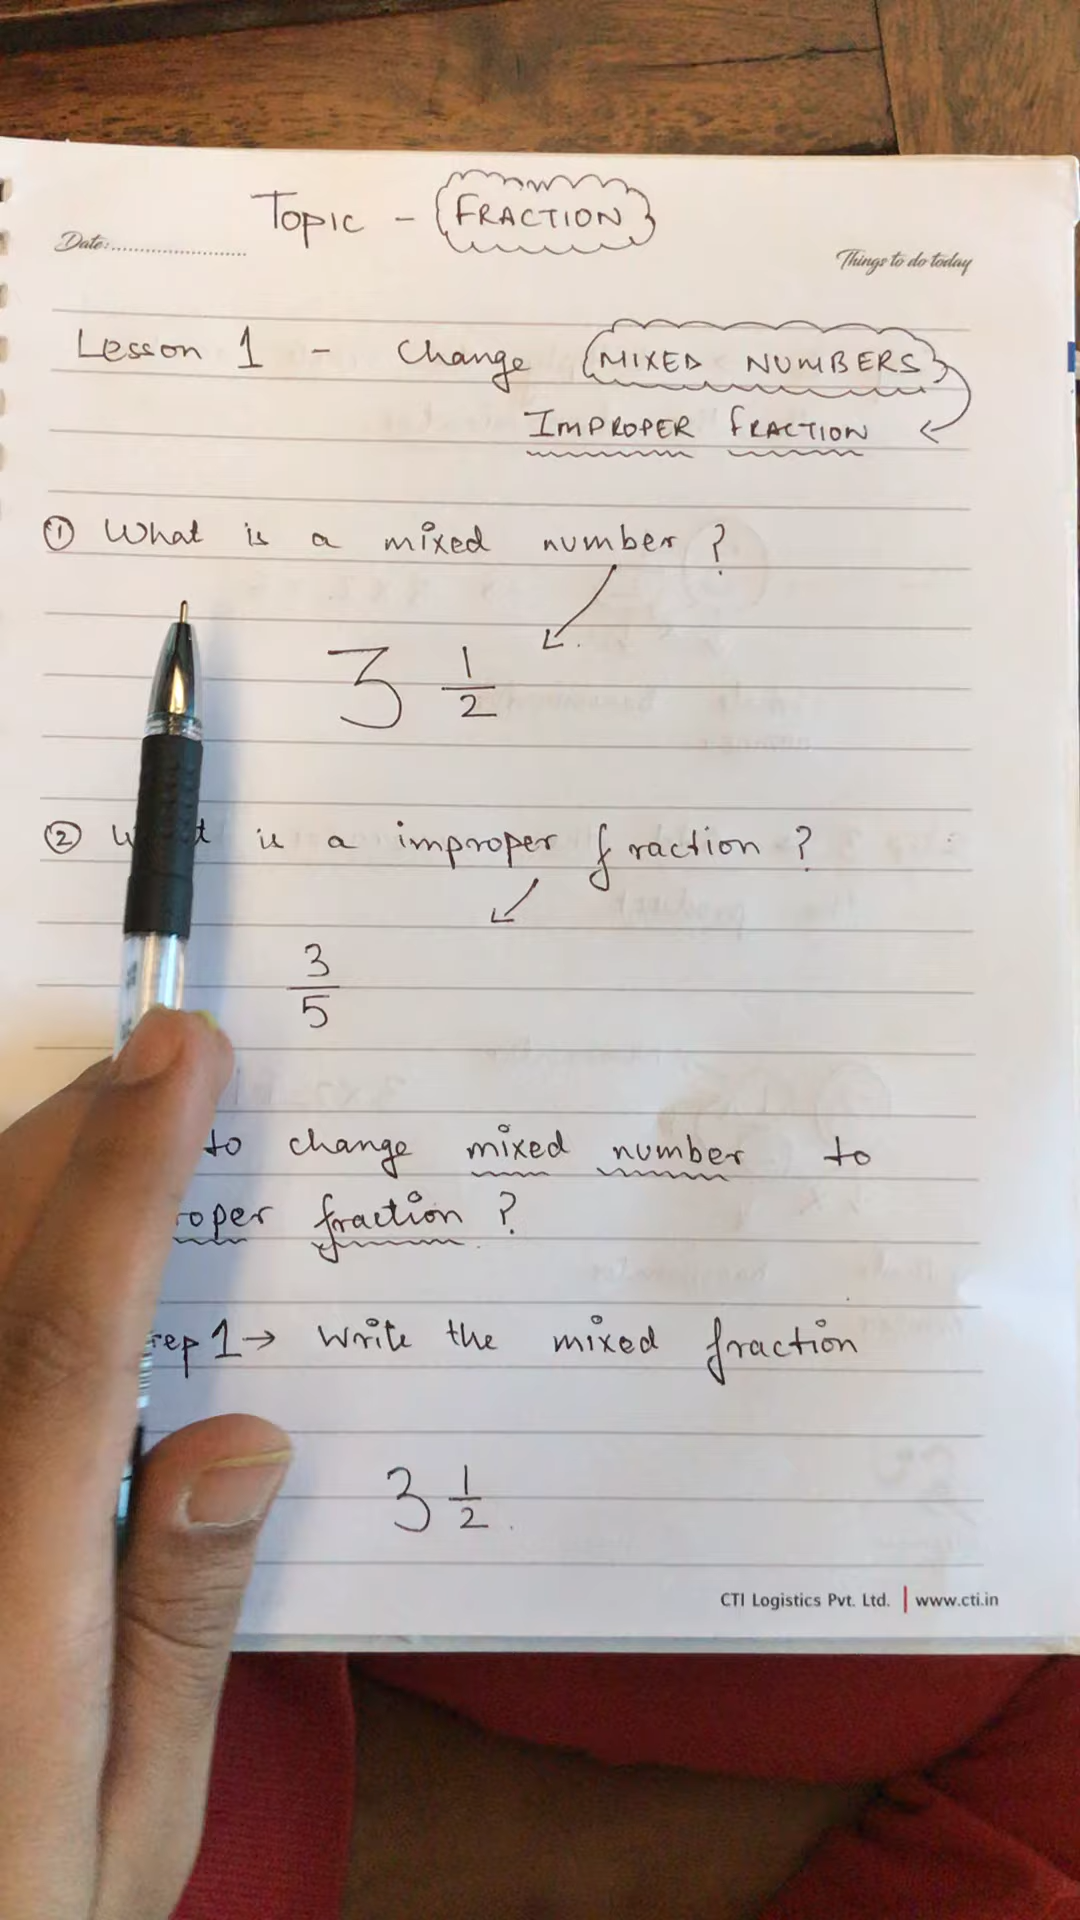 Topic - FRACTION
Date:
Things to do today
Lesson 1 - Change MIXED NUMBERS
IMPROPER FRACTION
① What is a mixed number ?
3 1/2
② is a improper fraction ?
3/5
to change mixed number to
fraction ?
1 → Write the mixed fraction
3 1/2
CTI Logistics Pvt. Ltd. | www.cti.in